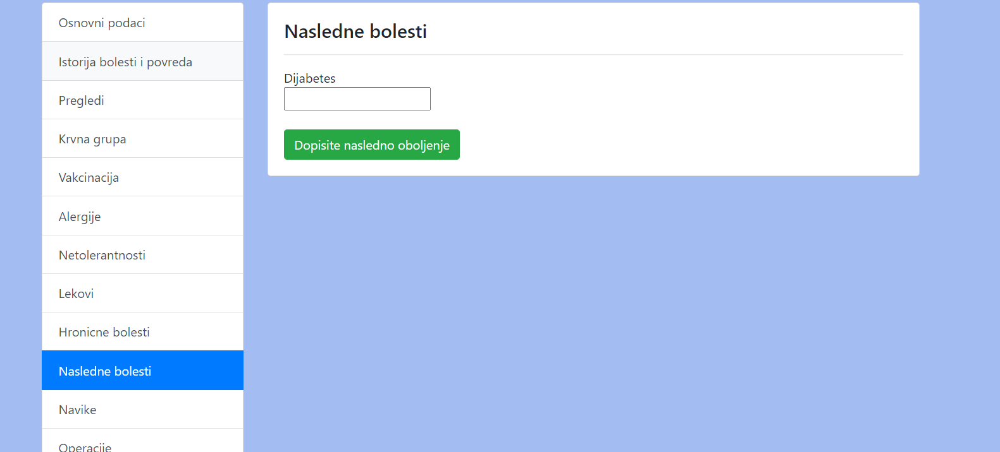 Osnovni podaci
Istorija bolesti i povreda
Pregledi
Krvna grupa
Vakcinacija
Alergije
Netolerantnosti
Lekovi
Hronicne bolesti
Nasledne bolesti
Navike
Operacije
Nasledne bolesti
Dijabetes
Dopisite nasledno oboljenje